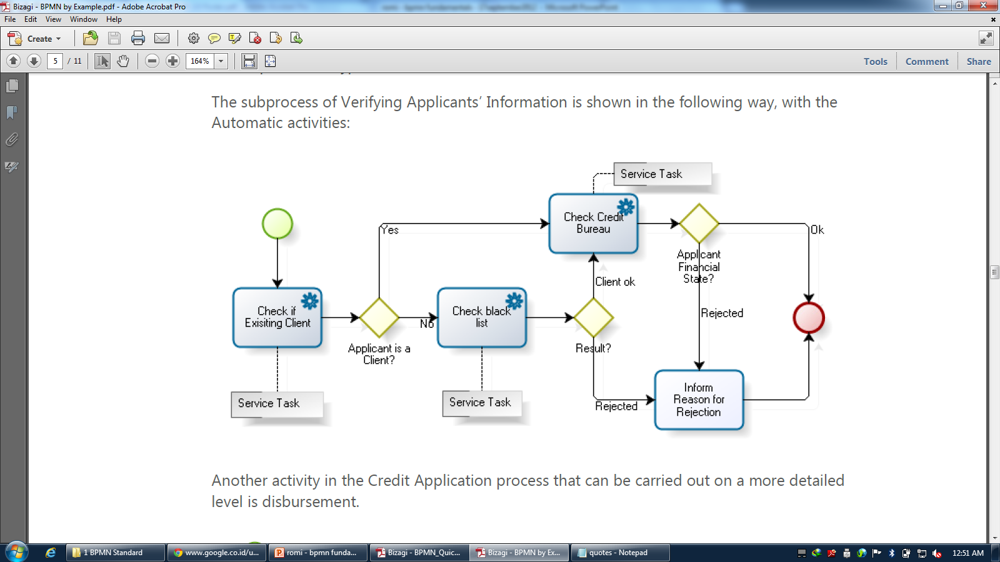 Bizagi - BPMN by Example.pdf - Adobe Acrobat Pro
File Edit View Window Help
Create
5 / 11
164%
Tools Comment Share
The subprocess of Verifying Applicants’ Information is shown in the following way, with the
Automatic activities:
Service Task
Check Credit
Bureau
Yes
Ok
Applicant
Financial
State?
Client ok
Check if
Exisiting Client
No
Check black
list
Rejected
Applicant is a
Client?
Result?
Service Task
Service Task
Rejected
Inform
Reason for
Rejection
Another activity in the Credit Application process that can be carried out on a more detailed
level is disbursement.
1 BPMN Standard
www.google.co.id/u...
romi - bpmn funda...
Bizagi - BPMN_Quic...
Bizagi - BPMN by Ex...
quotes - Notepad
12:51 AM